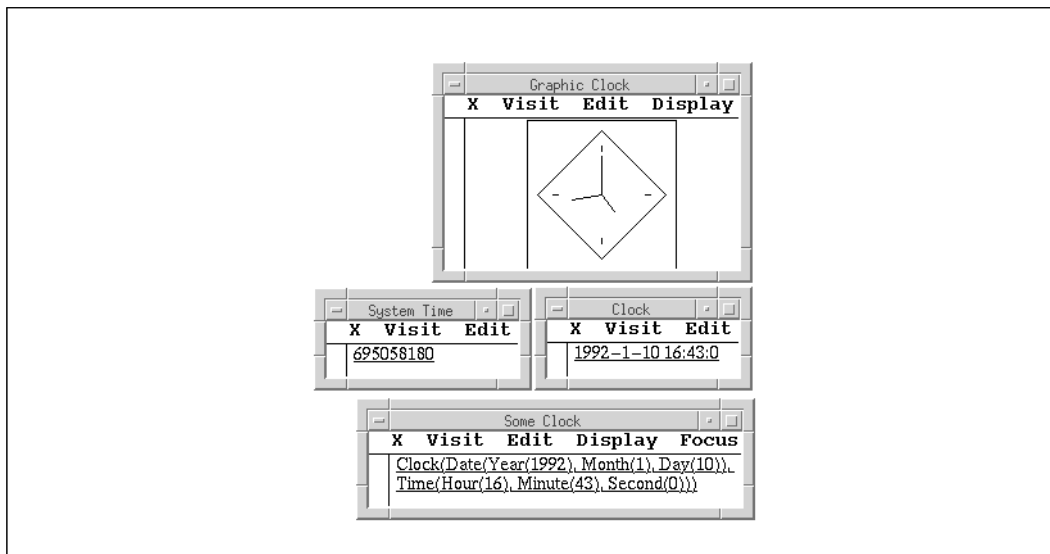 Graphic Clock
X Visit Edit Display
System Time
X Visit Edit
695058180
Clock
X Visit Edit
1992-1-10 16:43:0
Some Clock
X Visit Edit Display Focus
Clock(Date(Year(1992), Month(1), Day(10)),
Time(Hour(16), Minute(43), Second(0)))